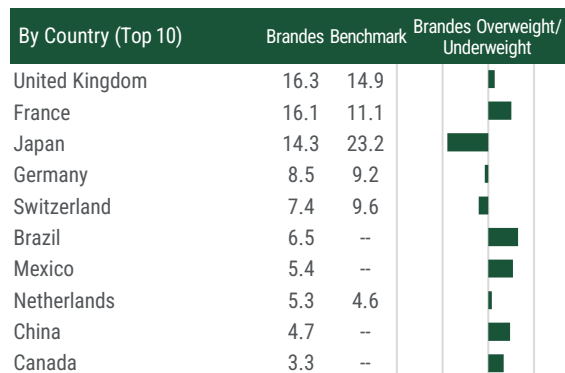 By Country (Top 10) Brandes Benchmark Brandes Overweight/
Underweight
United Kingdom 16.3 14.9
France 16.1 11.1
Japan 14.3 23.2
Germany 8.5 9.2
Switzerland 7.4 9.6
Brazil 6.5 --
Mexico 5.4 --
Netherlands 5.3 4.6
China 4.7 --
Canada 3.3 --